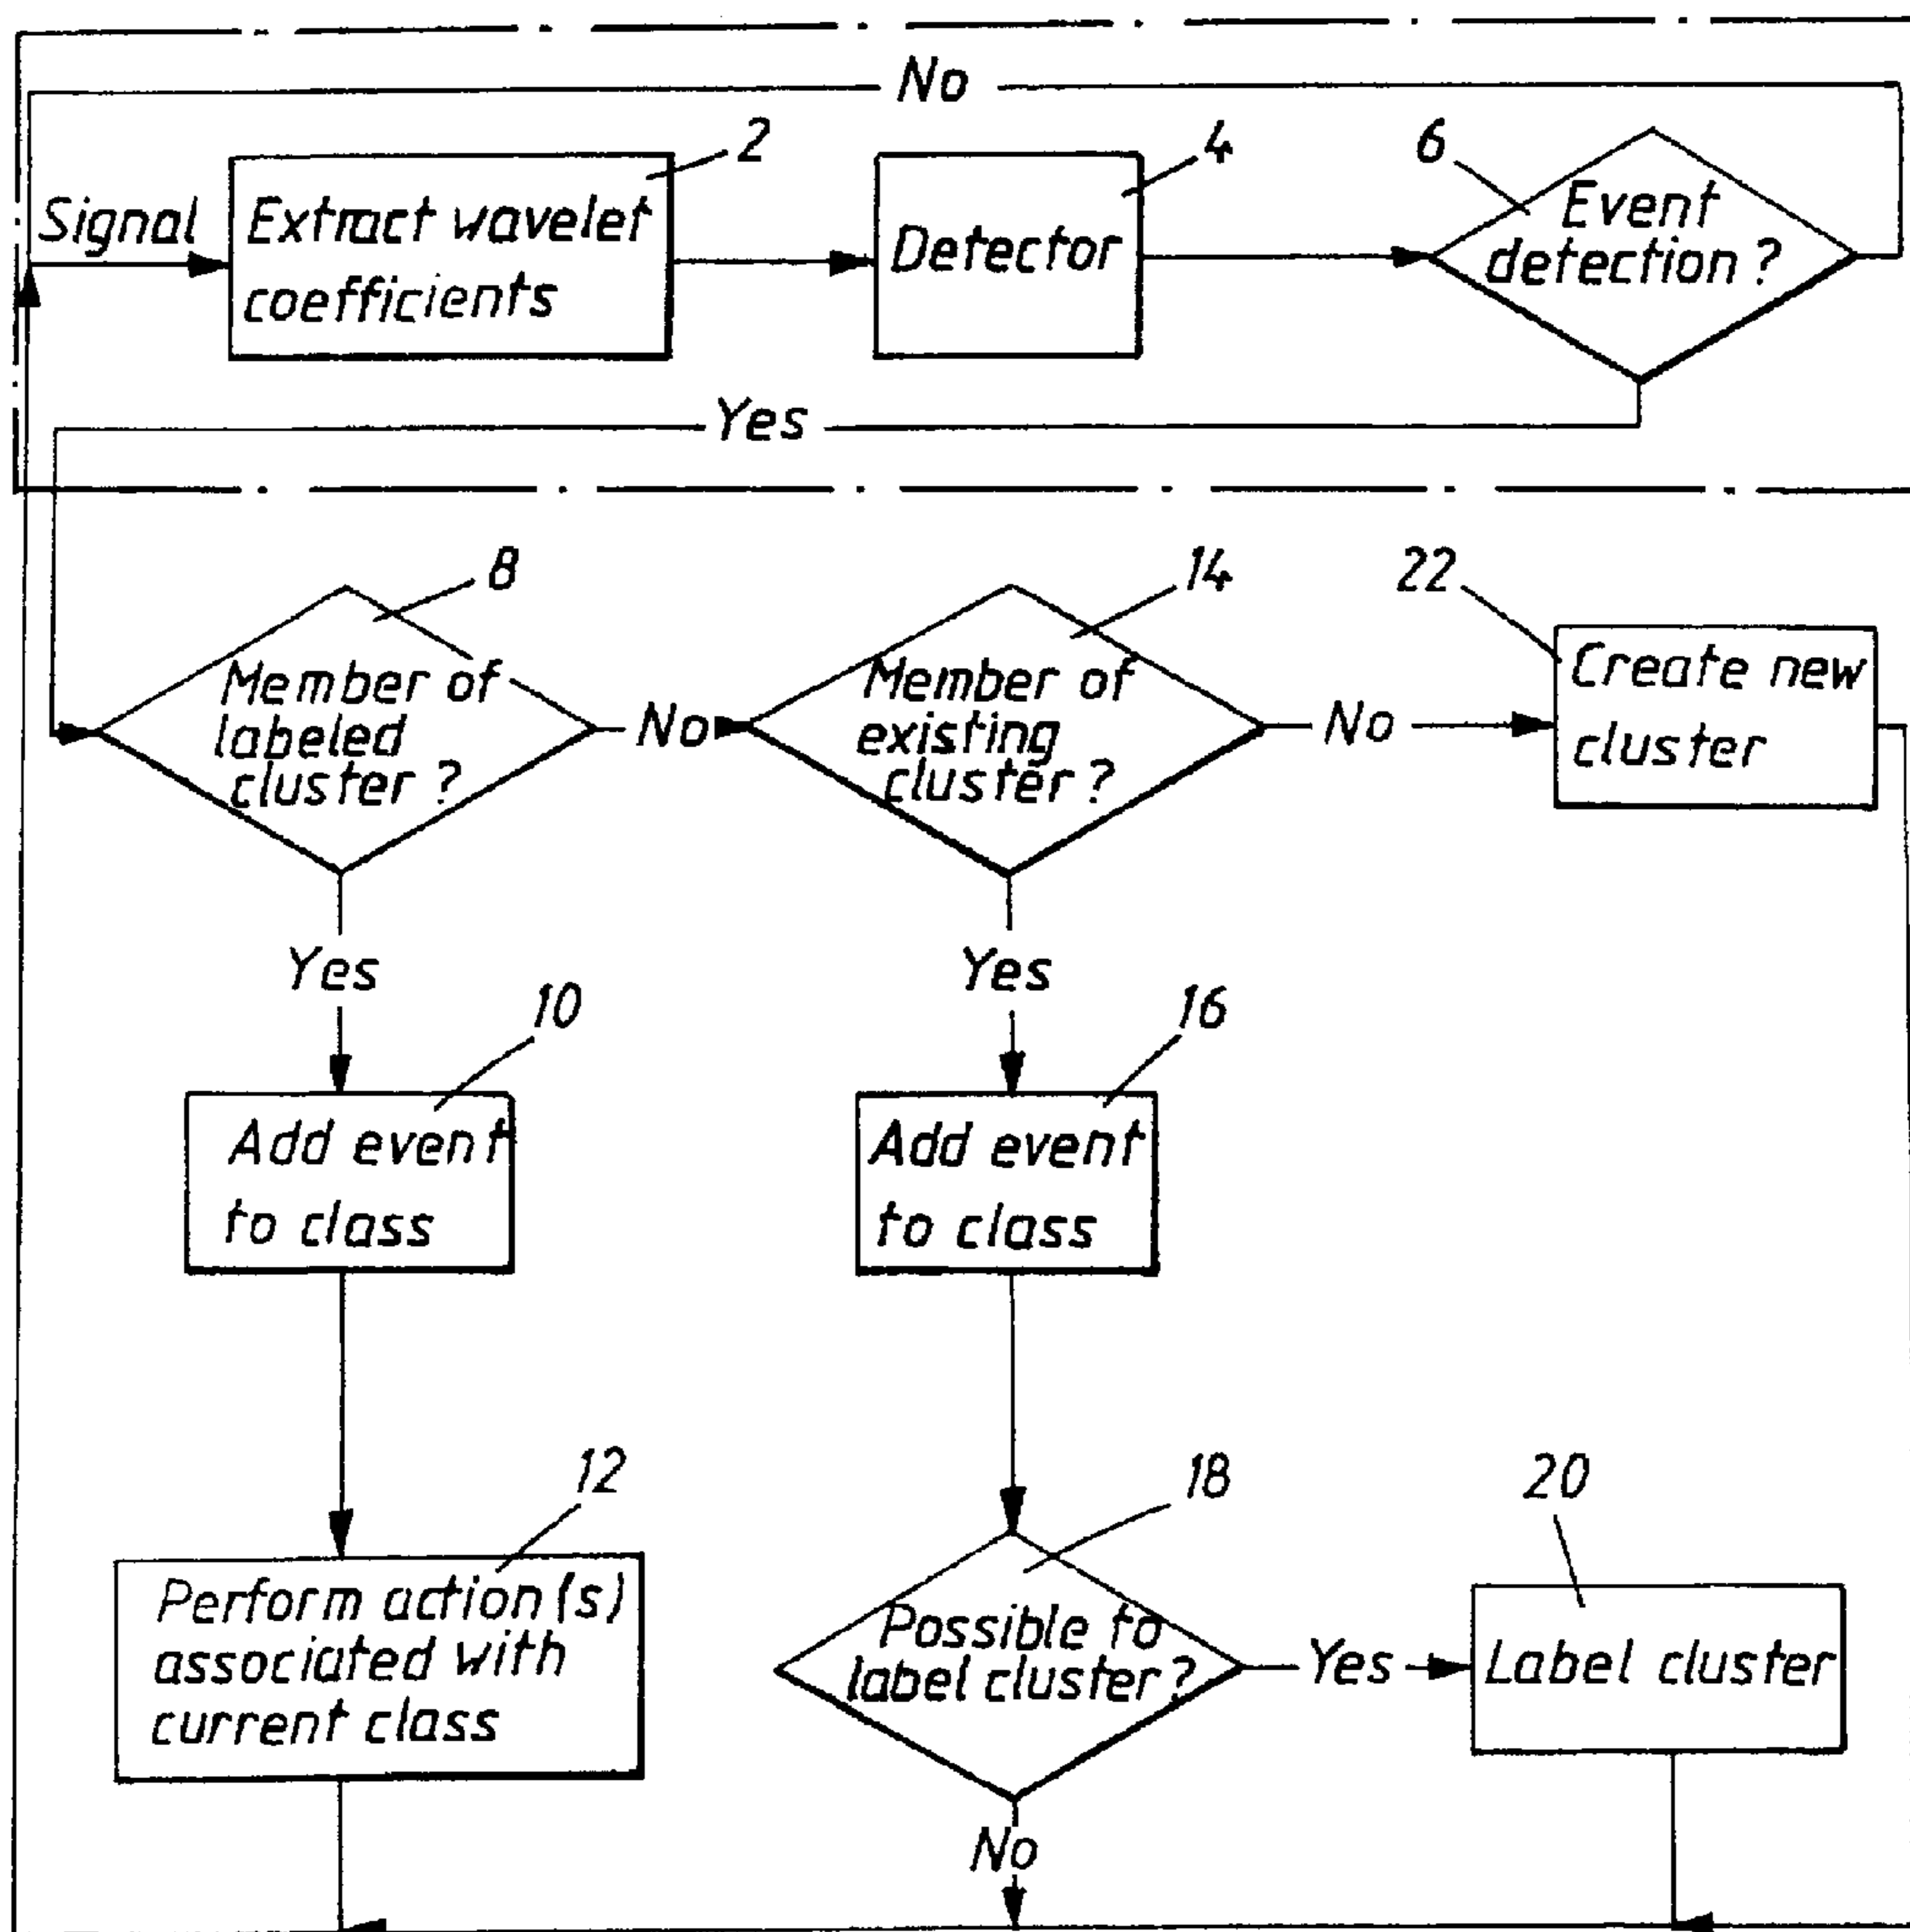 No
2
4
6
Signal
Extract wavelet
coefficients
Detector
Event
detection?
Yes
8
14
22
Member of
labeled
cluster?
No
Member of
existing
cluster?
No
Create new
cluster
Yes
Yes
10
16
Add event
to class
Add event
to class
12
18
20
Perform action(s)
associated with
current class
Possible to
label cluster?
Yes
Label cluster
No